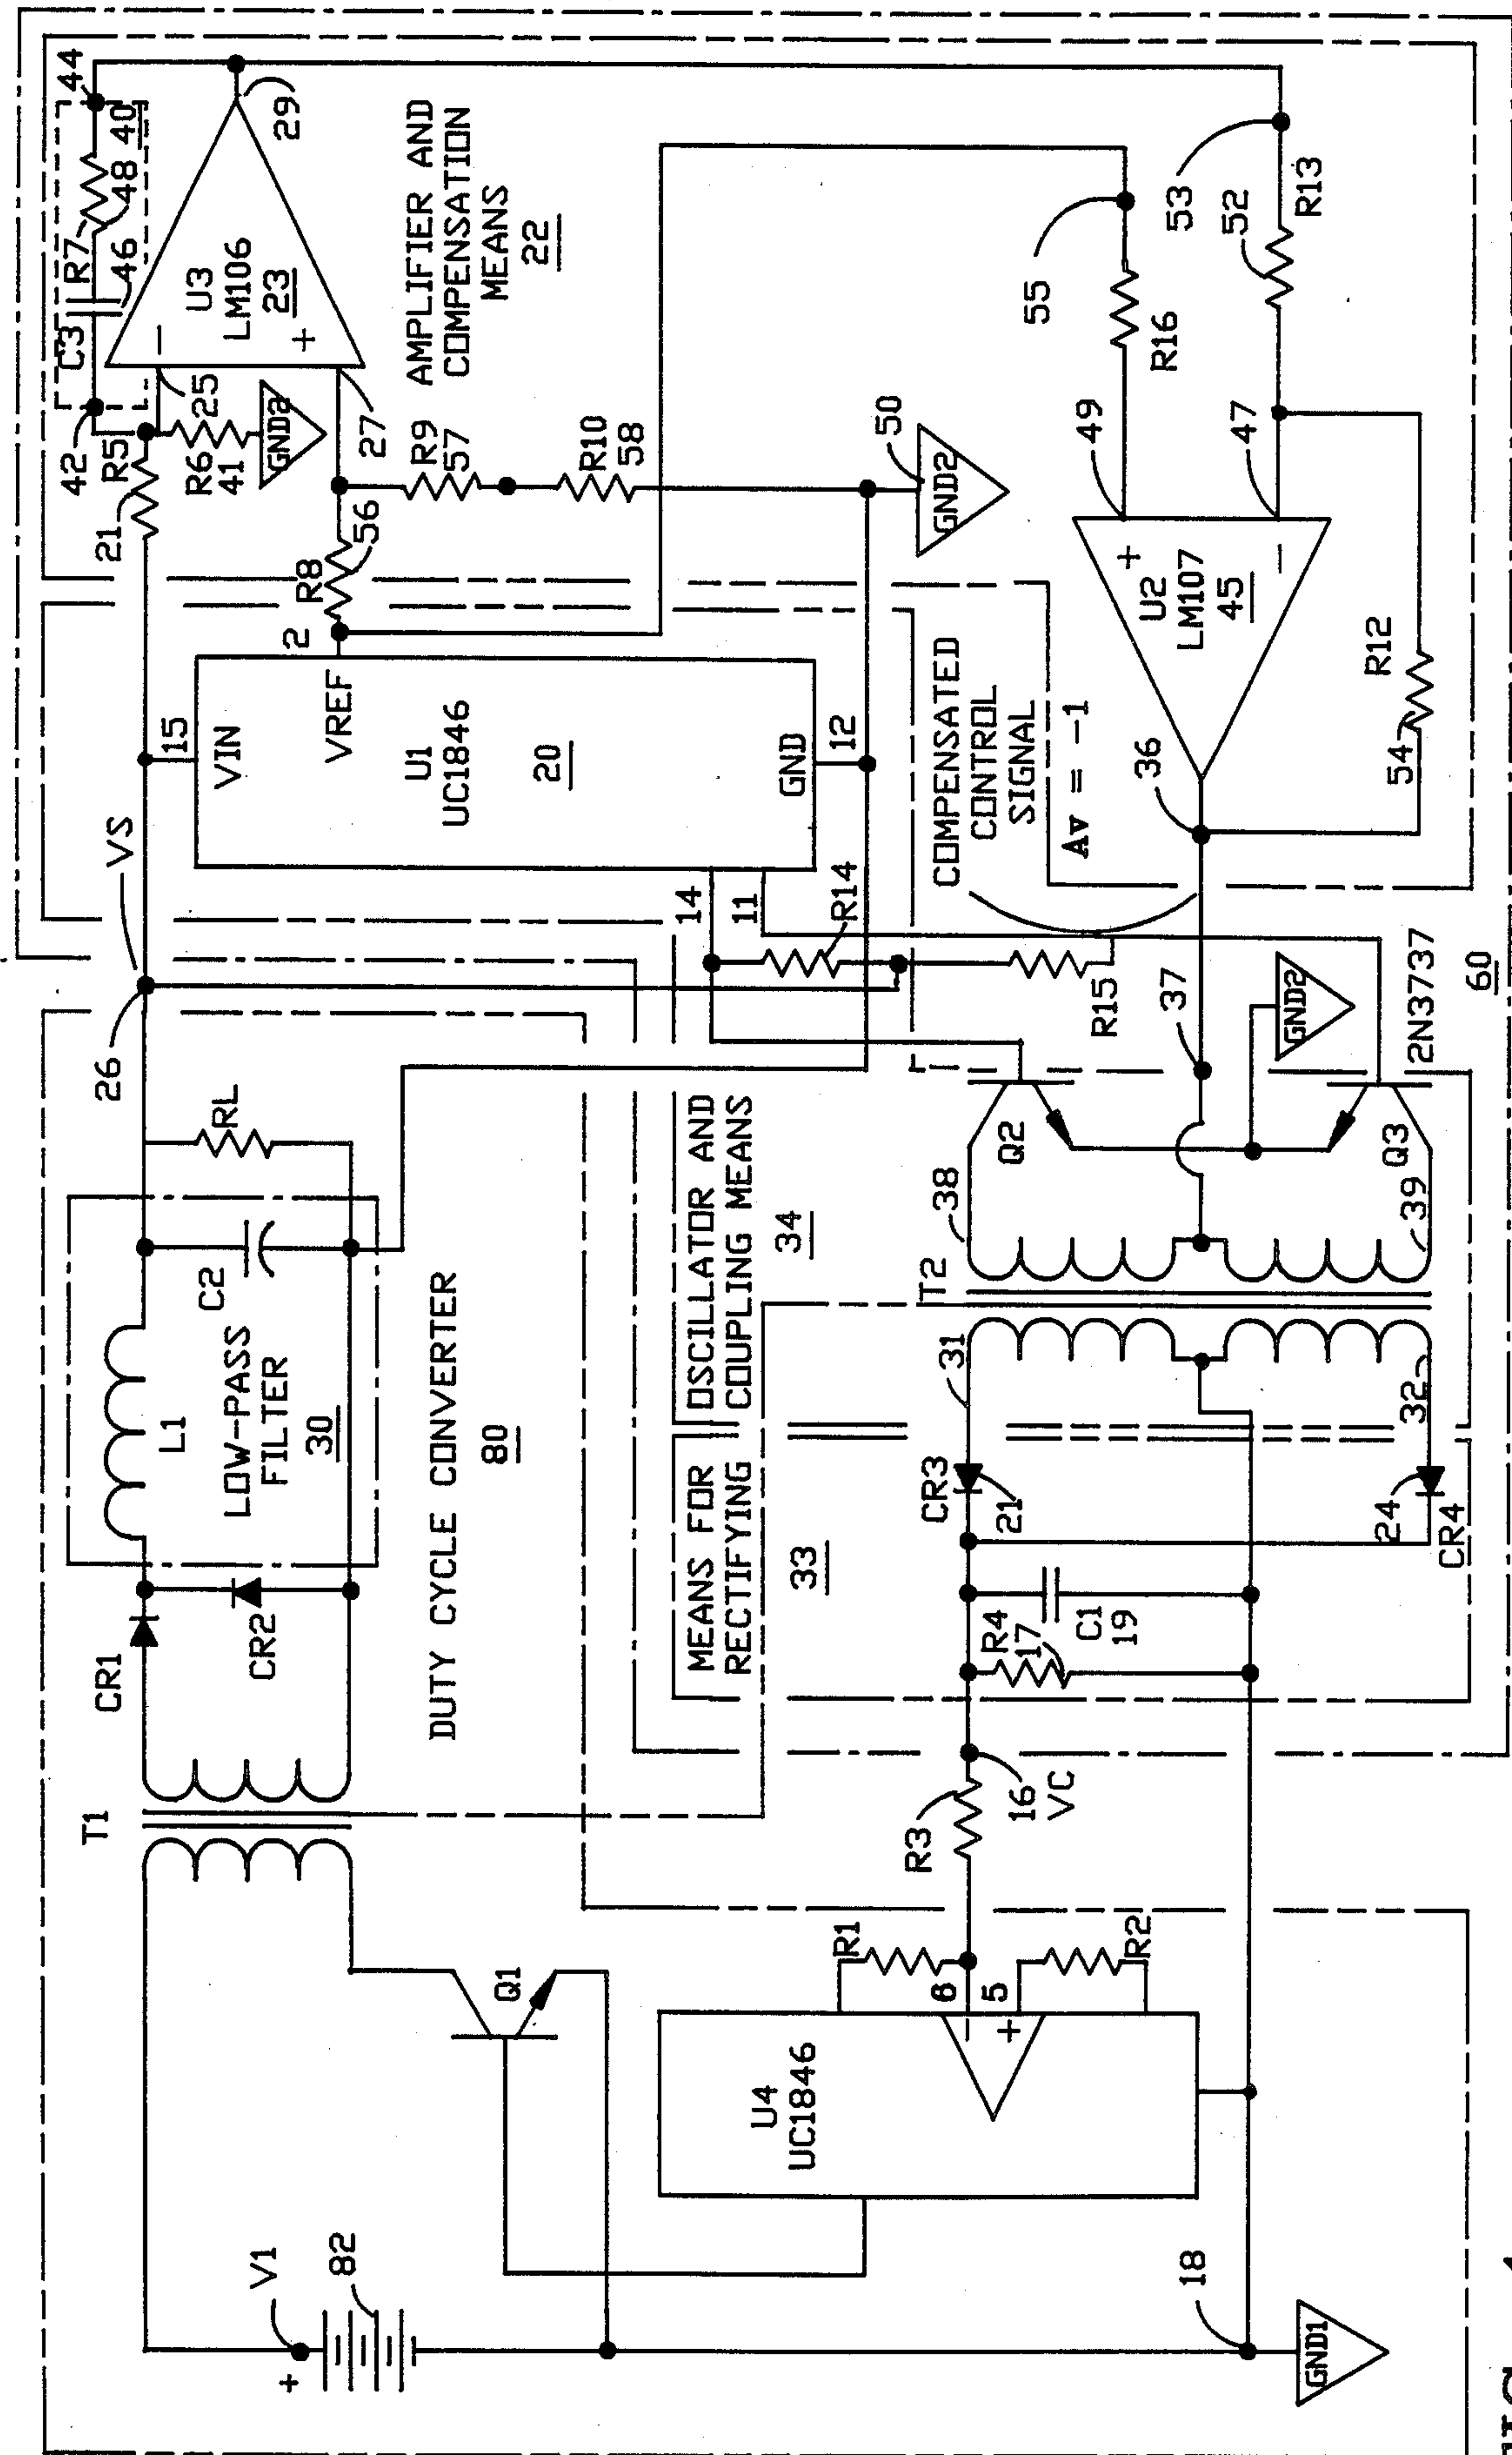 V1
+
82
T1
CR1
CR2
L1
LOW-PASS
FILTER
30
C2
RL
26
VS
DUTY CYCLE CONVERTER
80
Q1
U4
UC1846
R1
6
5
−
+
R2
R3
16
VC
18
GND1
MEANS FOR
RECTIFYING
33
OSCILLATOR AND
COUPLING MEANS
34
R4
17
C1
19
CR3
21
24
CR4
31
32
T2
38
39
Q2
Q3
2N3737
GND2
37
R14
R15
60
15
VIN
VREF
2
U1
UC1846
20
GND
12
14
11
COMPENSATED
CONTROL
SIGNAL
Av = -1
36
U2
LM107
45
+
−
49
47
54
R12
R16
55
52
R13
53
21
R5
42
R6
41
GND2
25
C3
46
R7
48
40
44
U3
LM106
23
−
+
29
27
R8
56
R9
57
R10
58
50
GND2
AMPLIFIER AND
COMPENSATION
MEANS
22